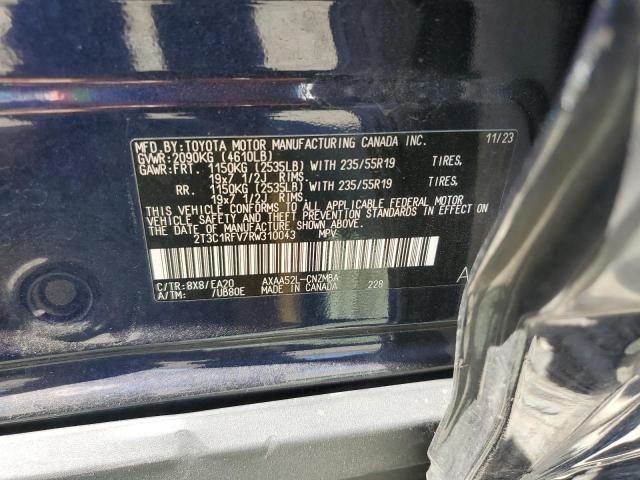 MFD.BY:TOYOTA MOTOR MANUFACTURING CANADA INC. 11/23
GVWR:2090KG (4610LB)
GAWR:FRT. 1150KG (2535LB) WITH 235/55R19 TIRES,
19x7 1/2J RIMS.
RR. 1150KG (2535LB) WITH 235/55R19 TIRES,
19x7 1/2J RIMS.
THIS VEHICLE CONFORMS TO ALL APPLICABLE FEDERAL MOTOR
VEHICLE SAFETY AND THEFT PREVENTION STANDARDS IN EFFECT
ON THE DATE OF MANUFACTURE SHOWN ABOVE.
2T3C1RFV7RW310043 MPV
C/TR:8X8/EA20 AXAA52L-CNZMBA
A/TM: /UB80E MADE IN CANADA 228
A